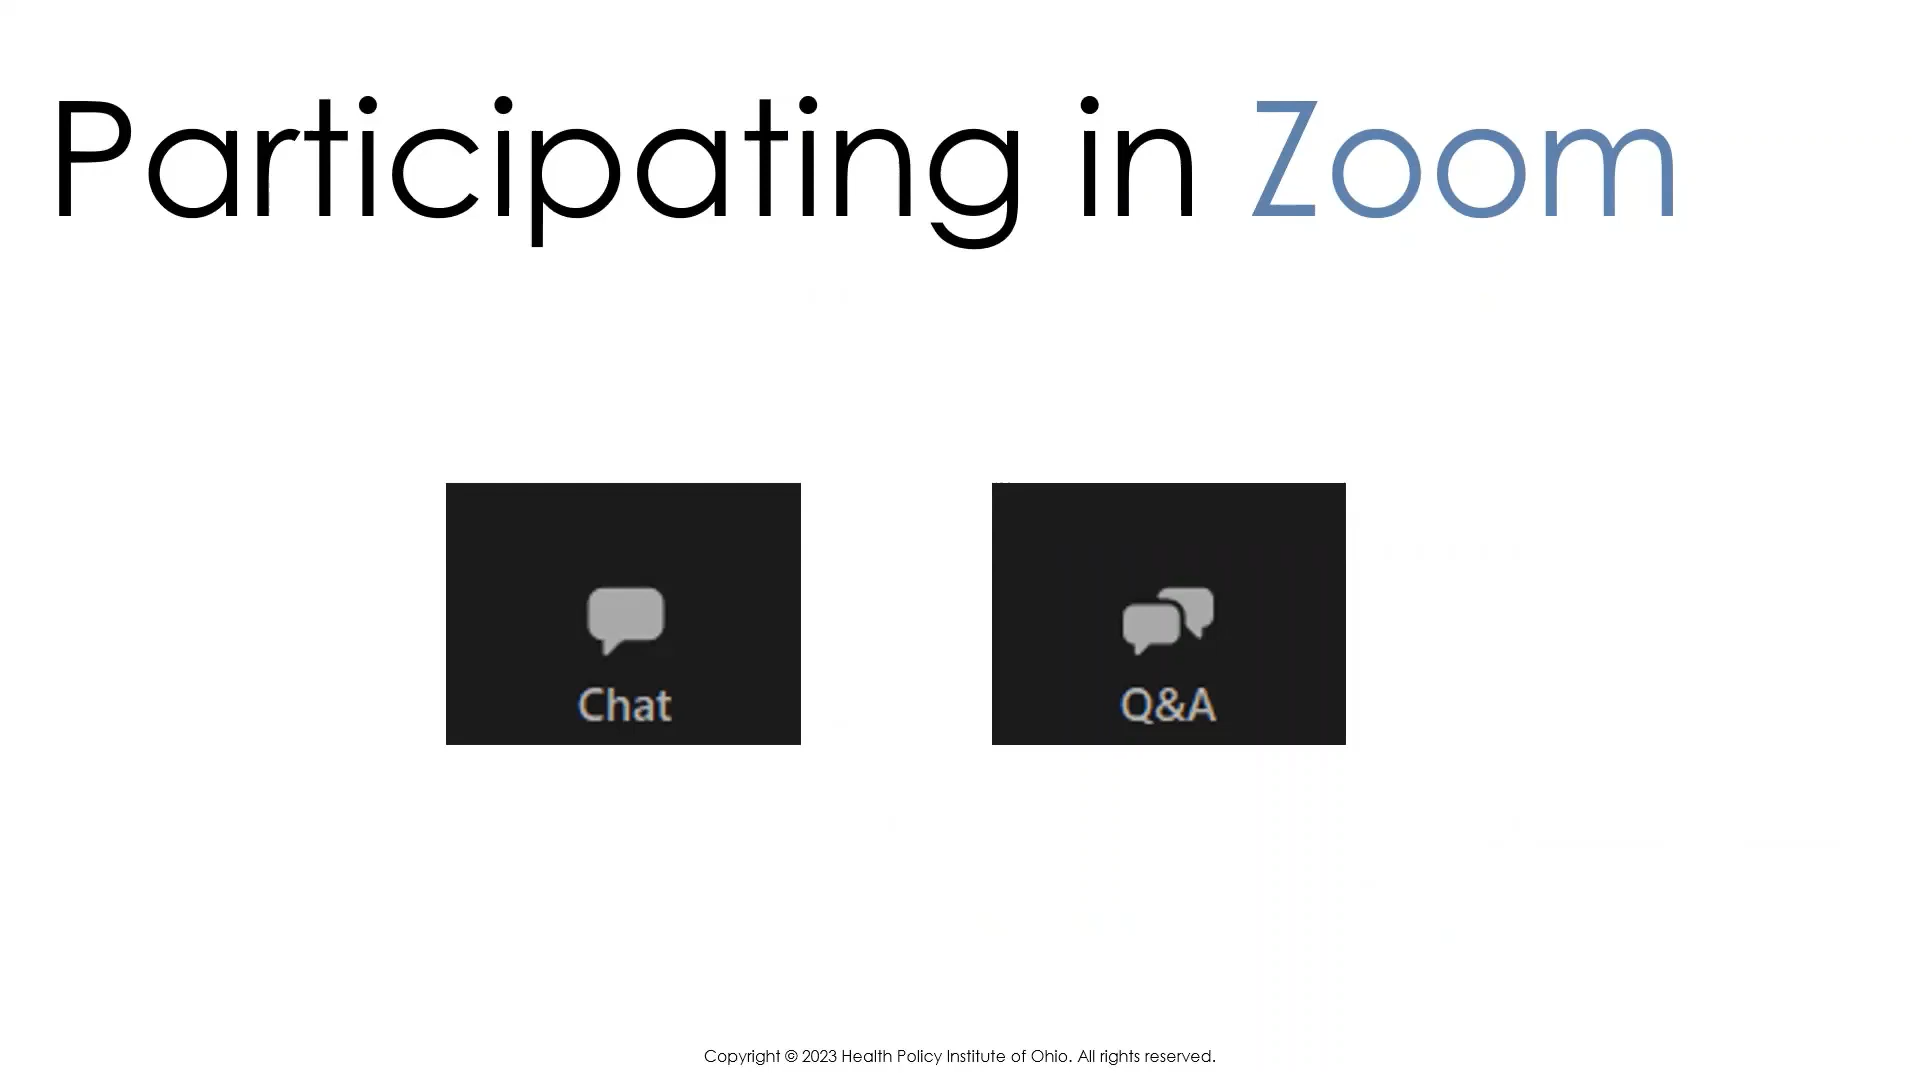 Participating in Zoom
Chat
Q&A
Copyright © 2023 Health Policy Institute of Ohio. All rights reserved.